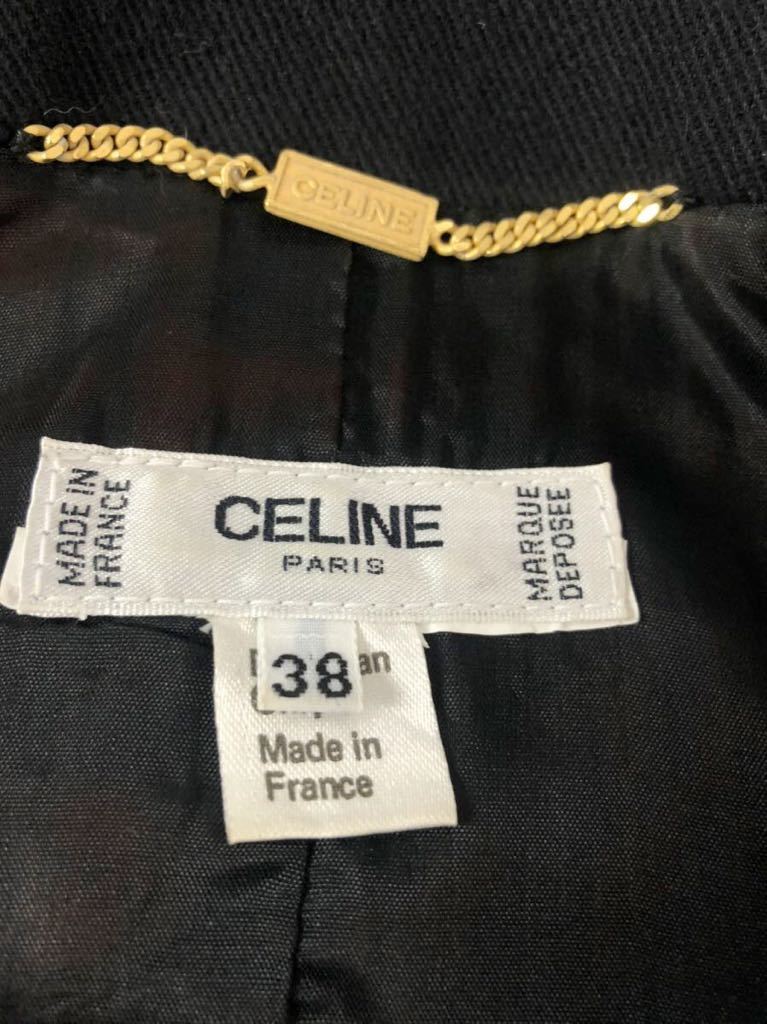 CELINE
MADE IN
FRANCE
CELINE
PARIS
MARQUE
DEPOSEE
38
Made in
France